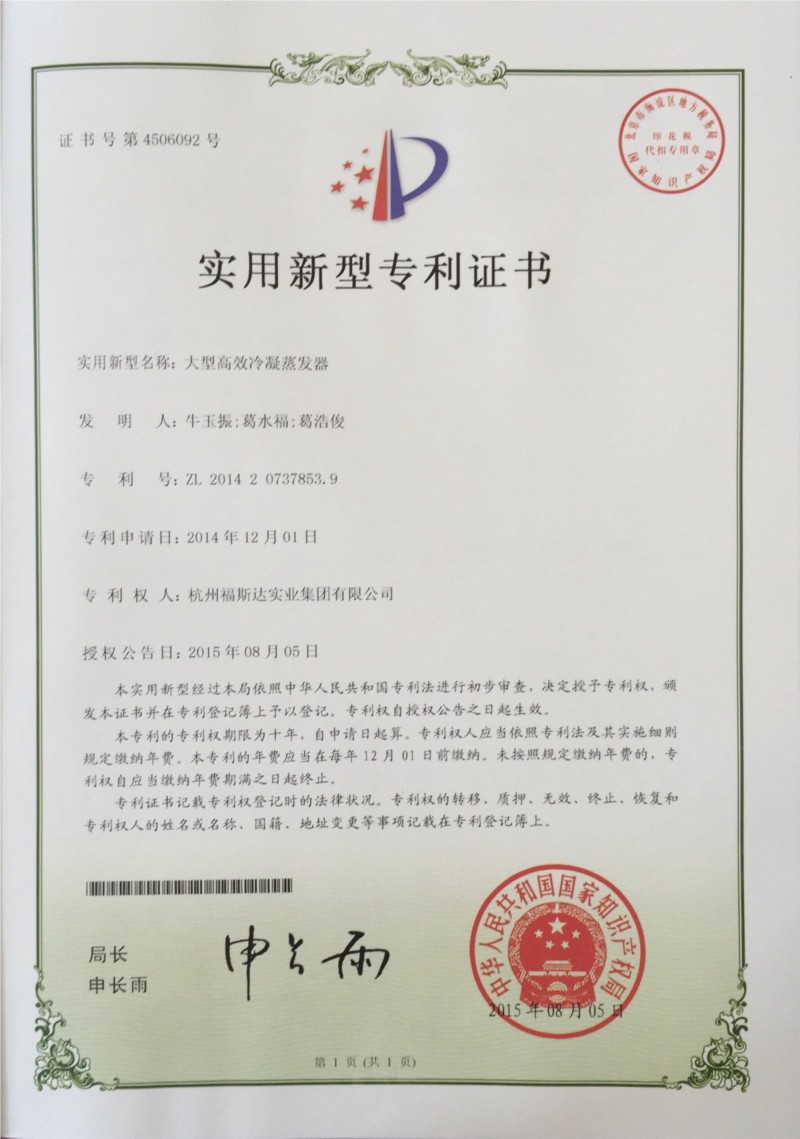 证书号第4506092号
北京市海淀区地方税务局
印花税
代扣专用章
国家知识产权局
实用新型专利证书
实用新型名称：大型高效冷凝蒸发器
发明人：牛玉振;葛水福;葛浩俊
专利号：ZL 2014 2 0737853.9
专利申请日：2014年12月01日
专利权人：杭州福斯达实业集团有限公司
授权公告日：2015年08月05日
本实用新型经过本局依照中华人民共和国专利法进行初步审查，决定授予专利权，颁
发本证书并在专利登记簿上予以登记。专利权自授权公告之日起生效。
本专利的专利权期限为十年，自申请日起算。专利权人应当依照专利法及其实施细则
规定缴纳年费。本专利的年费应当在每年12月01日前缴纳。未按照规定缴纳年费的，专
利权自应当缴纳年费期满之日起终止。
专利证书记载专利权登记时的法律状况。专利权的转移、质押、无效、终止、恢复和
专利权人的姓名或名称、国籍、地址变更等事项记载在专利登记簿上。
局长
申长雨
申长雨
中华人民共和国国家知识产权局
2015年08月05日
第1页(共1页)